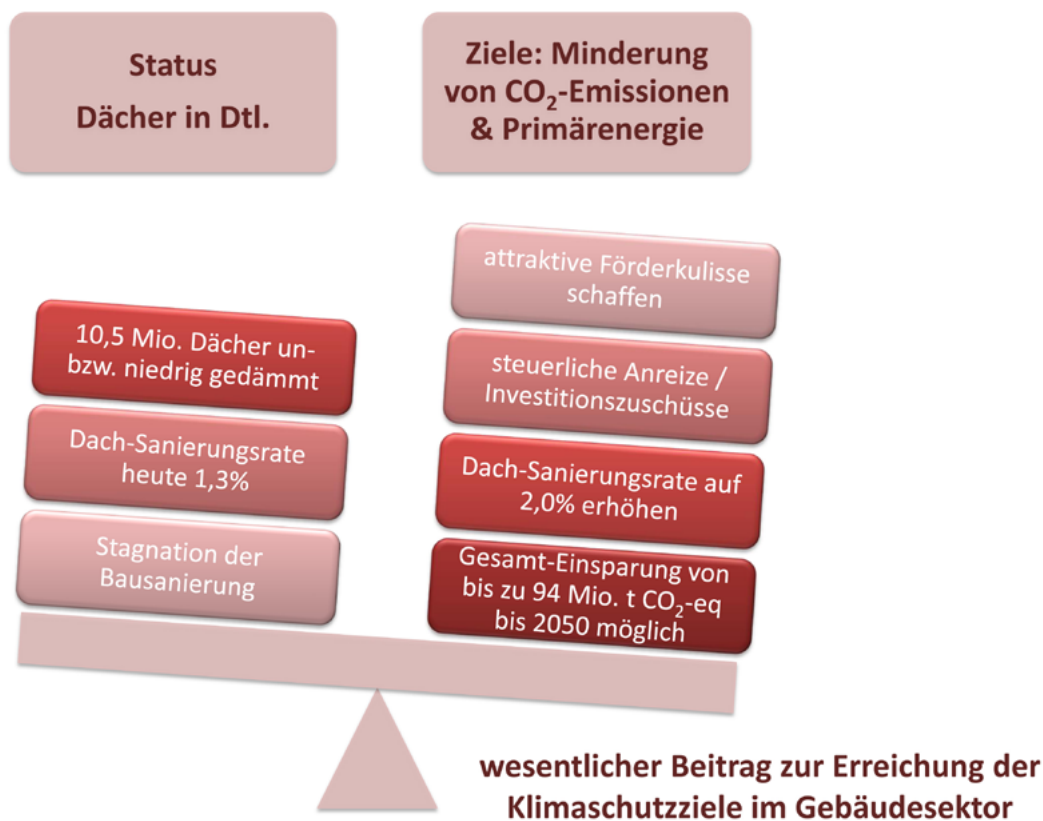 Status
Dächer in Dtl.
Ziele: Minderung
von CO₂-Emissionen
& Primärenergie
10,5 Mio. Dächer un-
bzw. niedrig gedämmt
Dach-Sanierungsrate
heute 1,3%
Stagnation der
Bausanierung
attraktive Förderkulisse
schaffen
steuerliche Anreize /
Investitionszuschüsse
Dach-Sanierungsrate auf
2,0% erhöhen
Gesamt-Einsparung von
bis zu 94 Mio. t CO₂-eq
bis 2050 möglich
wesentlicher Beitrag zur Erreichung der
Klimaschutzziele im Gebäudesektor